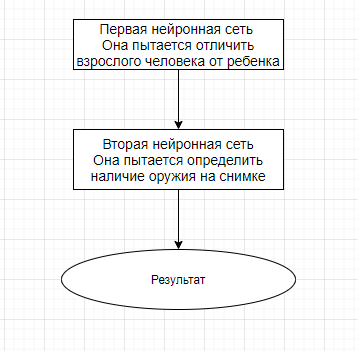 Первая нейронная сеть
Она пытается отличить
взрослого человека от ребенка
Вторая нейронная сеть
Она пытается определить
наличие оружия на снимке
Результат